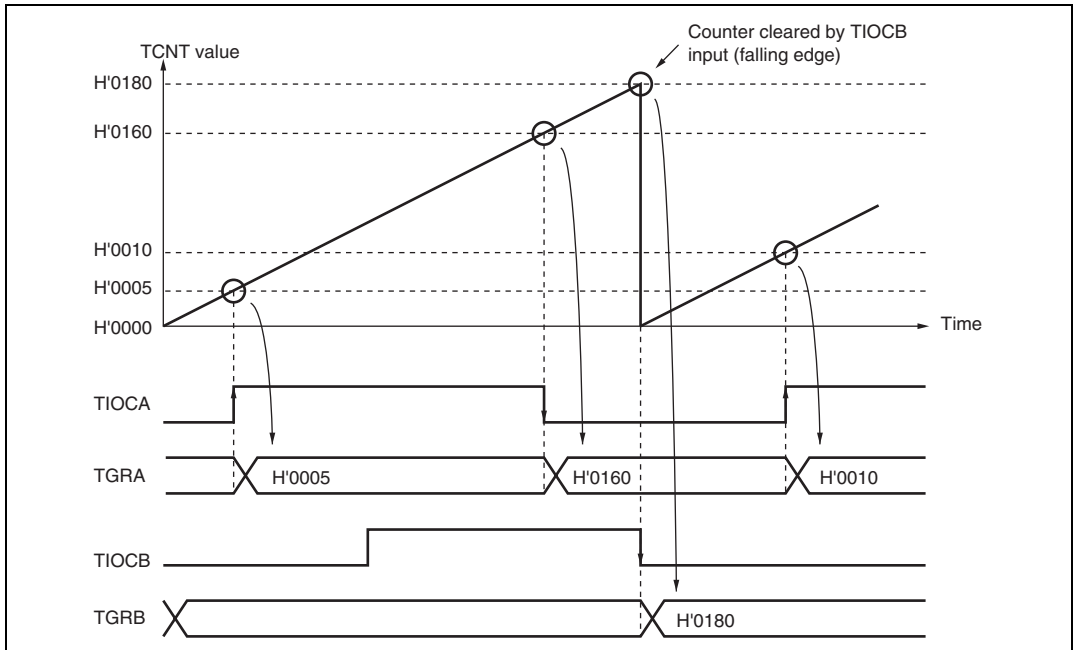 Counter cleared by TIOCB
input (falling edge)
TCNT value
H'0180
H'0160
H'0010
H'0005
H'0000
Time
TIOCA
TGRA
H'0005
H'0160
H'0010
TIOCB
TGRB
H'0180